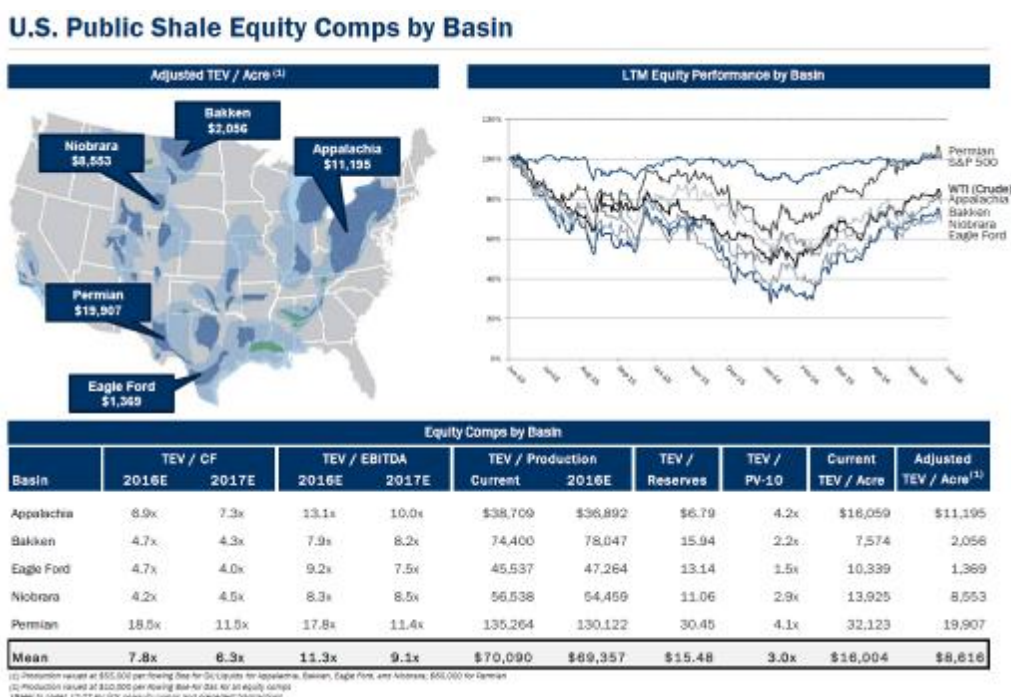 U.S. Public Shale Equity Comps by Basin
Adjusted TEV / Acre (1)
LTM Equity Performance by Basin
Bakken
$2,056
Niobrara
$8,553
Appalachia
$11,195
Permian
$19,907
Eagle Ford
$1,369
120%
100%
80%
60%
40%
20%
0%
Permian
S&P 500
WTI (Crude)
Appalachia
Bakken
Niobrara
Eagle Ford
Equity Comps by Basin
TEV / CF TEV / EBITDA TEV / Production TEV / TEV / Current Adjusted
Basin 2016E 2017E 2016E 2017E Current 2016E Reserves PV-10 TEV / Acre TEV / Acre(1)
Appalachia 6.9x 7.3x 13.1x 10.0x $38,709 $36,892 $6.79 4.2x $16,059 $11,195
Bakken 4.7x 4.3x 7.9x 8.2x 74,400 78,047 15.94 2.2x 7,574 2,056
Eagle Ford 4.7x 4.0x 9.2x 7.5x 45,537 47,264 13.14 1.5x 10,339 1,369
Niobrara 4.2x 4.5x 8.3x 8.5x 56,538 54,459 11.06 2.9x 13,925 8,553
Permian 18.5x 11.5x 17.8x 11.4x 135,264 130,122 30.45 4.1x 32,123 19,907
Mean 7.8x 6.3x 11.3x 9.1x $70,090 $69,357 $15.48 3.0x $16,004 $8,616